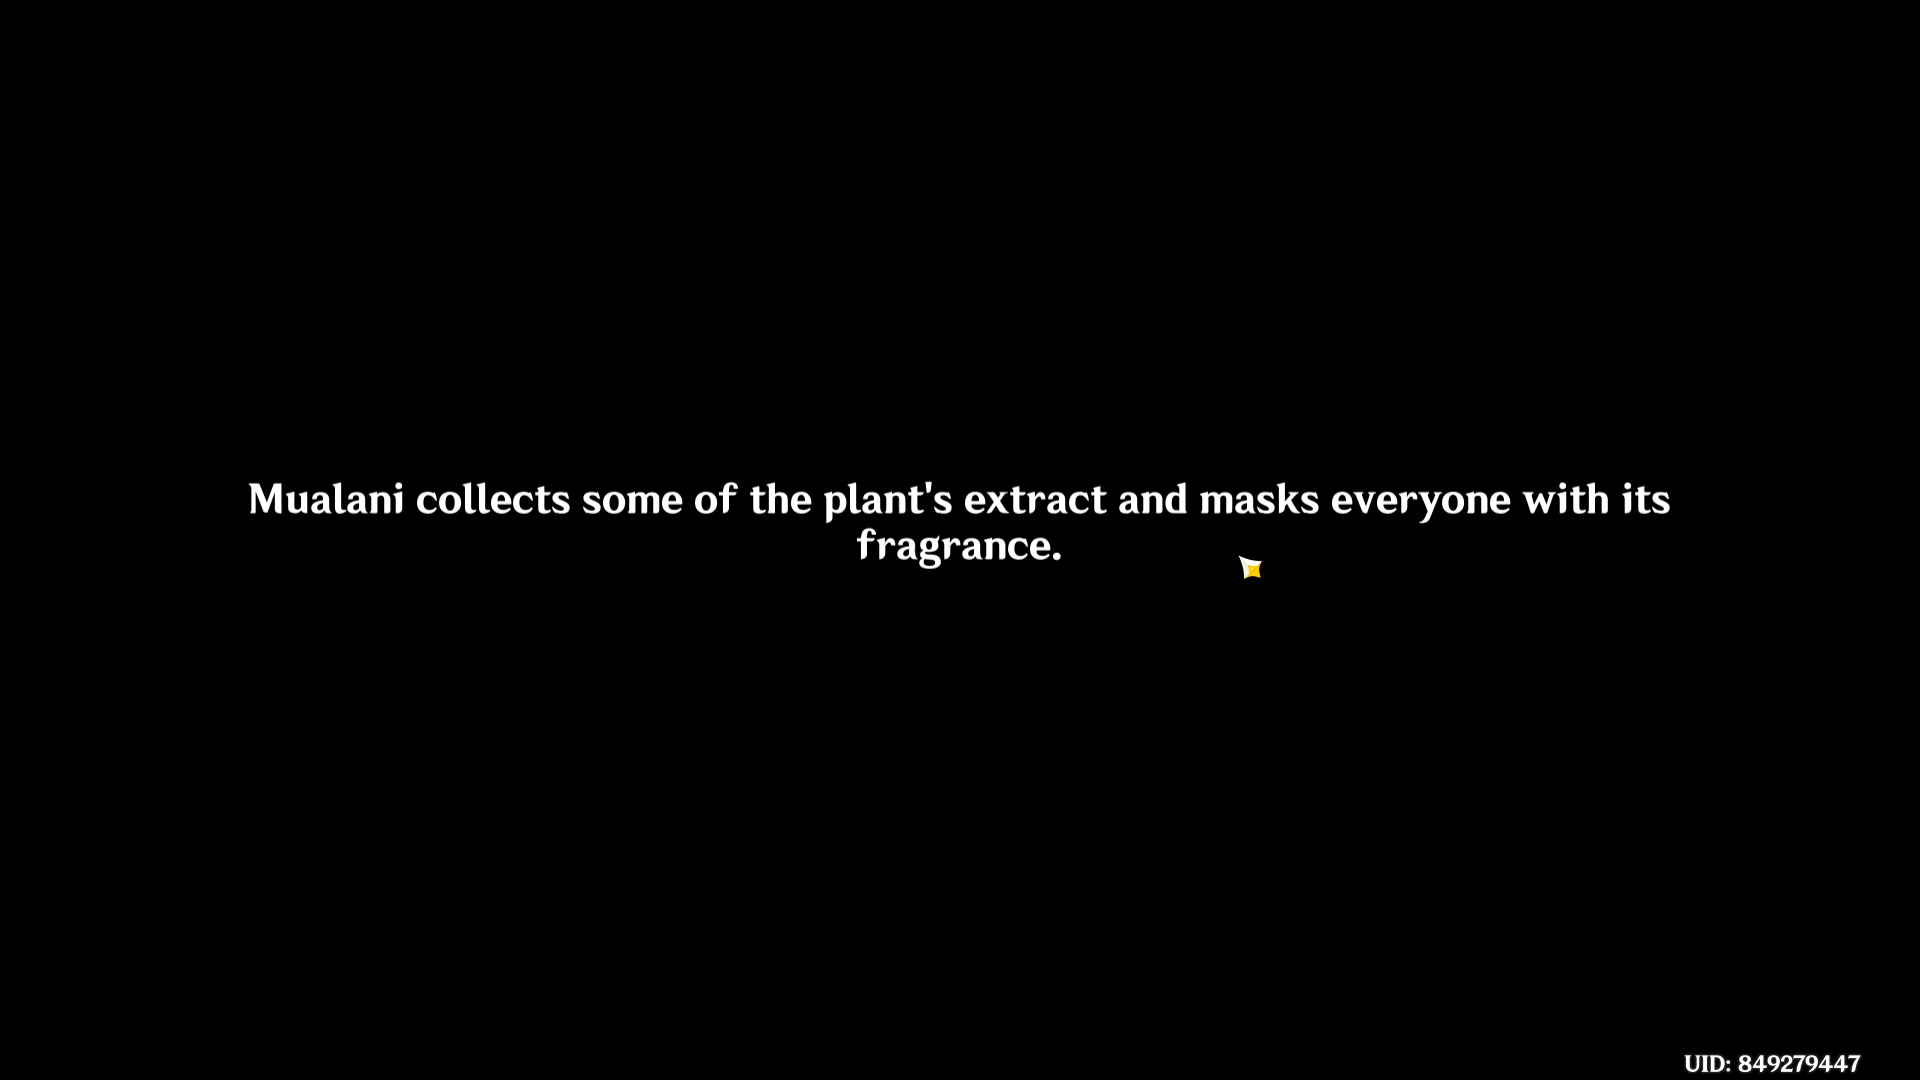 Mualani collects some of the plant's extract and masks everyone with its
fragrance.
UID: 849279447